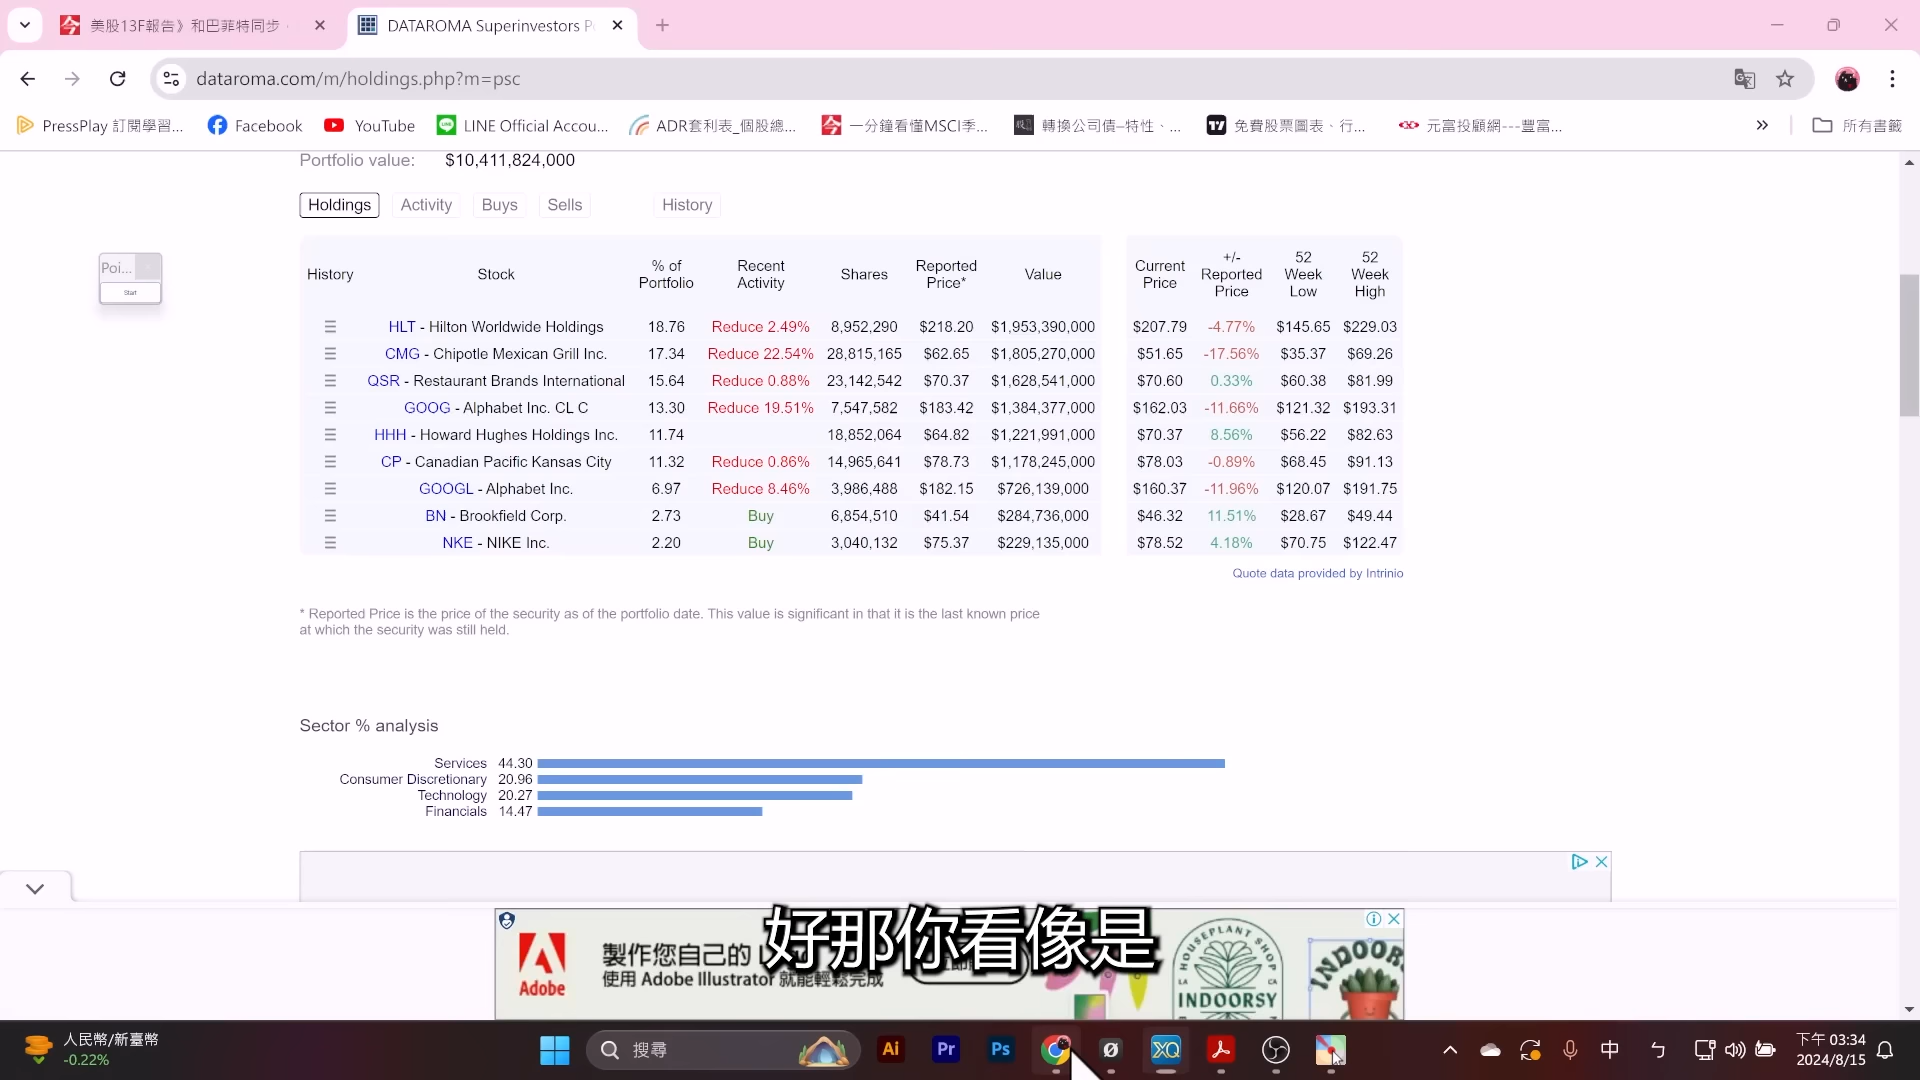 美股13F報告》和巴菲特同步
DATAROMA Superinvestors P
dataroma.com/m/holdings.php?m=psc
PressPlay 訂閱學習... Facebook YouTube LINE Official Accou... ADR套利表_個股總... 一分鐘看懂MSCI季... 轉換公司債–特性、... 免費股票圖表、行... 元富投顧網---豐富... » 所有書籤
Portfolio value: $10,411,824,000
Holdings Activity Buys Sells History
Poi...
Start
History Stock % of Portfolio Recent Activity Shares Reported Price* Value Current Price +/- Reported Price 52 Week Low 52 Week High
HLT - Hilton Worldwide Holdings 18.76 Reduce 2.49% 8,952,290 $218.20 $1,953,390,000 $207.79 -4.77% $145.65 $229.03
CMG - Chipotle Mexican Grill Inc. 17.34 Reduce 22.54% 28,815,165 $62.65 $1,805,270,000 $51.65 -17.56% $35.37 $69.26
QSR - Restaurant Brands International 15.64 Reduce 0.88% 23,142,542 $70.37 $1,628,541,000 $70.60 0.33% $60.38 $81.99
GOOG - Alphabet Inc. CL C 13.30 Reduce 19.51% 7,547,582 $183.42 $1,384,377,000 $162.03 -11.66% $121.32 $193.31
HHH - Howard Hughes Holdings Inc. 11.74 18,852,064 $64.82 $1,221,991,000 $70.37 8.56% $56.22 $82.63
CP - Canadian Pacific Kansas City 11.32 Reduce 0.86% 14,965,641 $78.73 $1,178,245,000 $78.03 -0.89% $68.45 $91.13
GOOGL - Alphabet Inc. 6.97 Reduce 8.46% 3,986,488 $182.15 $726,139,000 $160.37 -11.96% $120.07 $191.75
BN - Brookfield Corp. 2.73 Buy 6,854,510 $41.54 $284,736,000 $46.32 11.51% $28.67 $49.44
NKE - NIKE Inc. 2.20 Buy 3,040,132 $75.37 $229,135,000 $78.52 4.18% $70.75 $122.47
Quote data provided by Intrinio
* Reported Price is the price of the security as of the portfolio date. This value is significant in that it is the last known price
at which the security was still held.
Sector % analysis
Services 44.30
Consumer Discretionary 20.96
Technology 20.27
Financials 14.47
好那你看像是
Adobe
製作您自己的
使用 Adobe Illustrator 就能輕鬆完成
HOUSEPLANT SHOP
LA CA
INDOORSY
INDOOR
人民幣/新臺幣
-0.22%
搜尋
Ai Pr Ps XQ
中
下午 03:34
2024/8/15